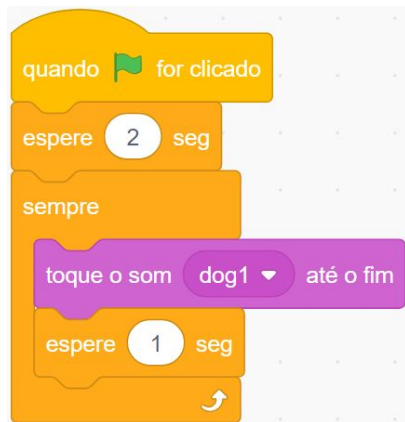 quando for clicado
espere 2 seg
sempre
toque o som dog1 até o fim
espere 1 seg